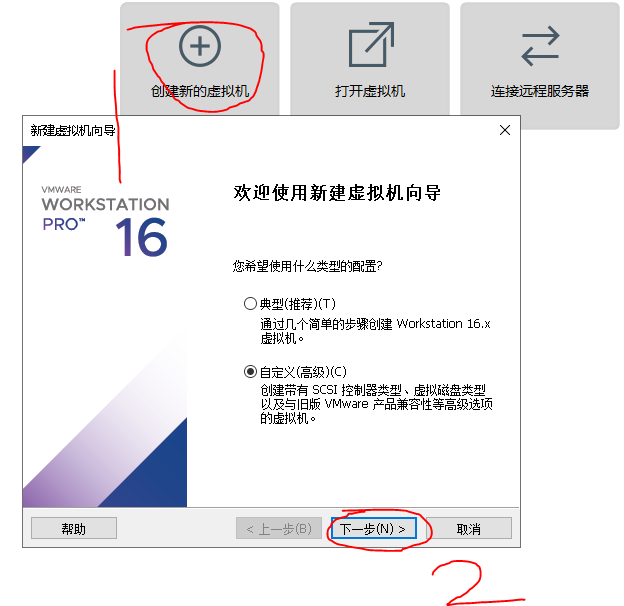 创建新的虚拟机
打开虚拟机
连接远程服务器
1
新建虚拟机向导
VMWARE
WORKSTATION
PRO™ 16
欢迎使用新建虚拟机向导
您希望使用什么类型的配置?
典型(推荐)(T)
通过几个简单的步骤创建 Workstation 16.x
虚拟机。
自定义(高级)(C)
创建带有 SCSI 控制器类型、虚拟磁盘类型
以及与旧版 VMware 产品兼容性等高级选项
的虚拟机。
帮助
< 上一步(B)
下一步(N) >
取消
2